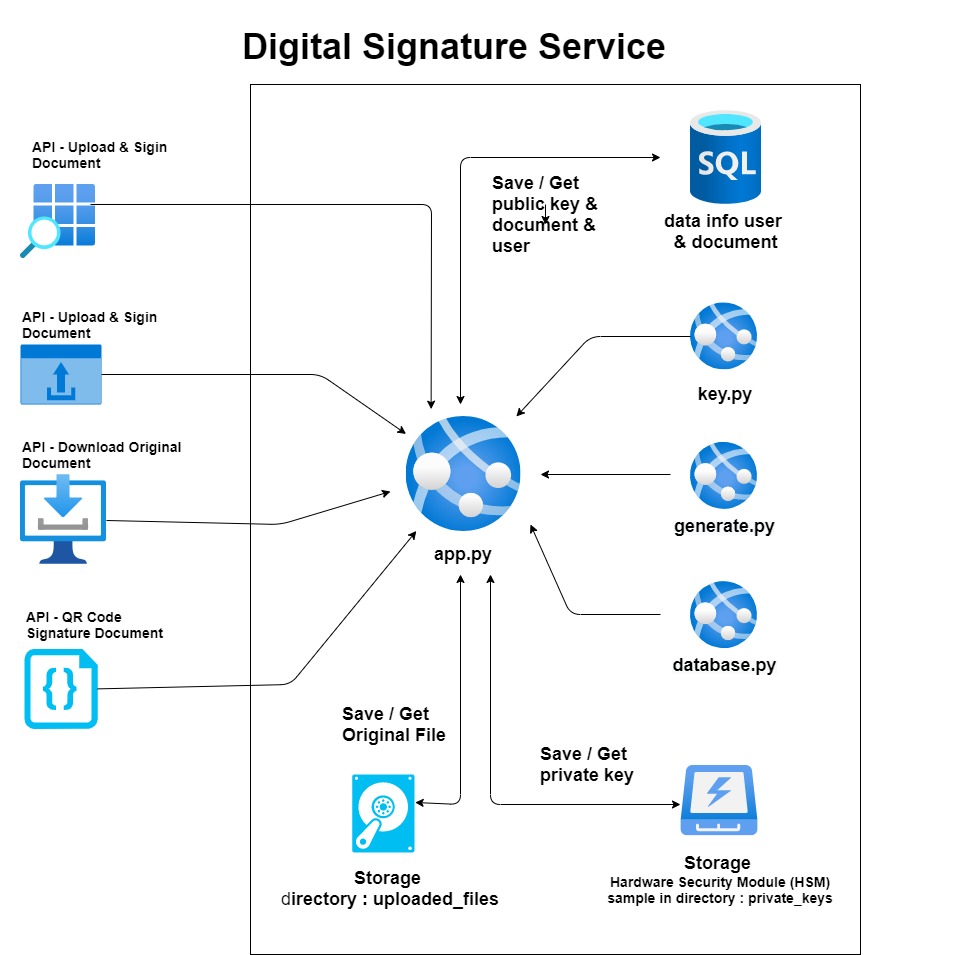 Digital Signature Service
API - Upload & Sigin
Document
API - Upload & Sigin
Document
API - Download Original
Document
API - QR Code
Signature Document
Save / Get
public key &
document &
user
SQL
data info user
& document
key.py
generate.py
database.py
app.py
Save / Get
Original File
Save / Get
private key
Storage
directory : uploaded_files
Storage
Hardware Security Module (HSM)
sample in directory : private_keys